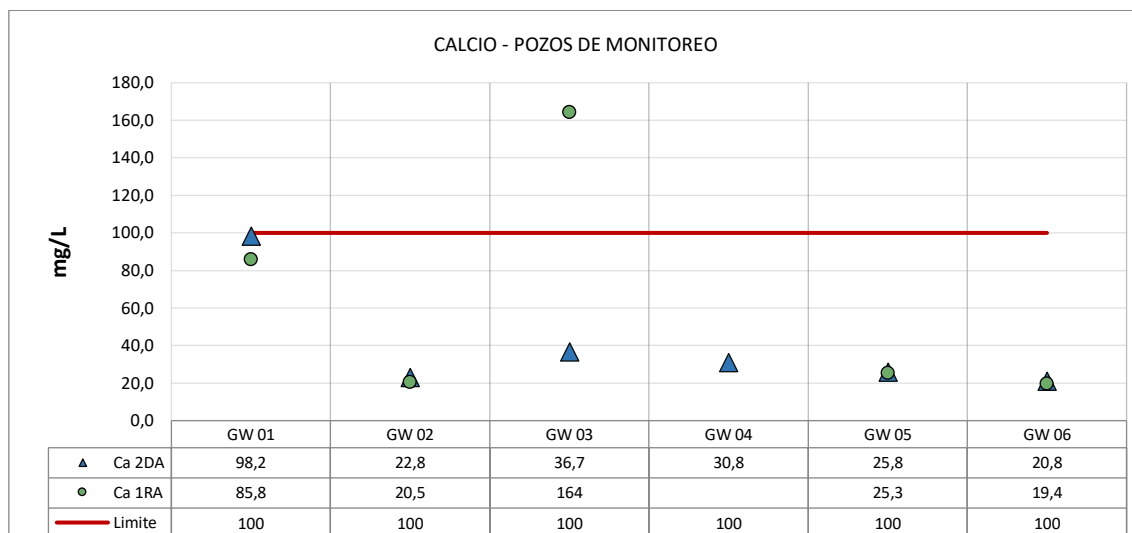 CALCIO - POZOS DE MONITOREO
mg/L
180,0
160,0
140,0
120,0
100,0
80,0
60,0
40,0
20,0
0,0
GW 01 GW 02 GW 03 GW 04 GW 05 GW 06
Ca 2DA 98,2 22,8 36,7 30,8 25,8 20,8
Ca 1RA 85,8 20,5 164 25,3 19,4
Limite 100 100 100 100 100 100